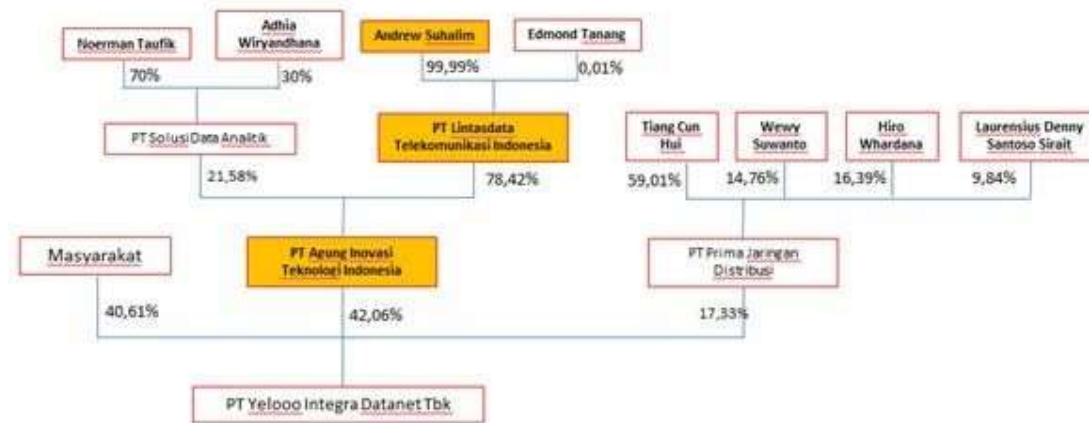 Noerman Taufik
Adhia
Wiryandhana
Andrew Suhalim
Edmond Tanang
70%
30%
99,99%
0,01%
PT Solusi Data Analitik
PT Lintasdata
Telekomunikasi Indonesia
Tiang Cun
Hui
Wewy
Suwanto
Hiro
Whardana
Laurensius Denny
Santoso Sirait
21,58%
78,42%
59,01%
14,76%
16,39%
9,84%
Masyarakat
PT Agung Inovasi
Teknologi Indonesia
PT Prima Jaringan
Distribusi
40,61%
42,06%
17,33%
PT Yelooo Integra Datanet Tbk